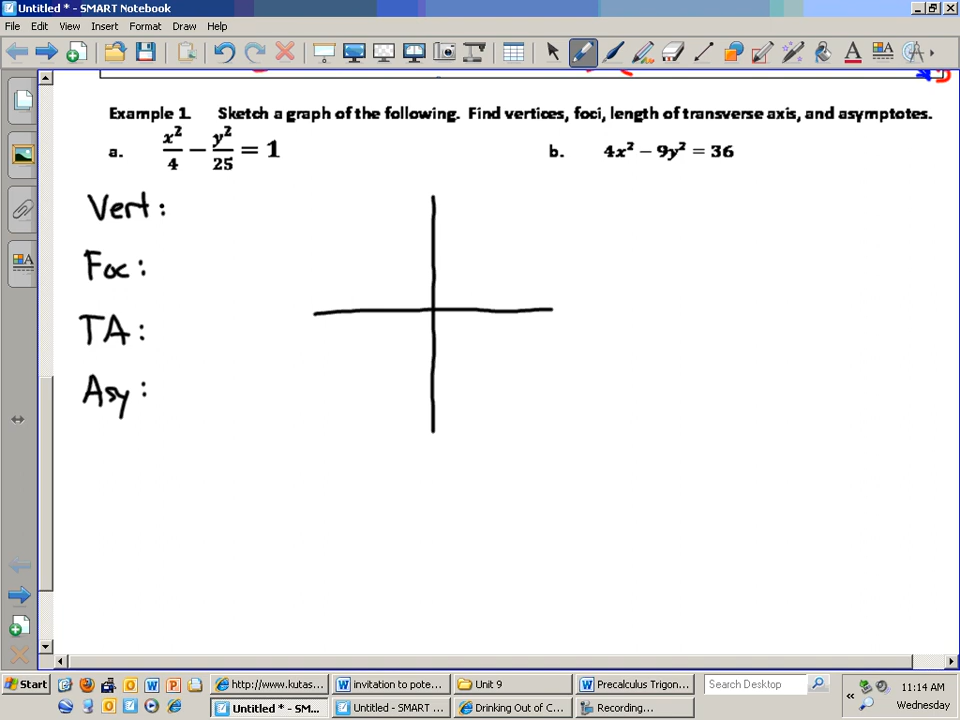 Untitled * - SMART Notebook
File Edit View Insert Format Draw Help
Example 1. Sketch a graph of the following. Find vertices, foci, length of transverse axis, and asymptotes.
a. x²/4 − y²/25 = 1 b. 4x² − 9y² = 36
Vert :
Foc :
TA :
Asy :
Start http://www.kutas... invitation to pote... Unit 9 Precalculus Trigon... Search Desktop 11:14 AM
Untitled * - SM... Untitled - SMART ... Drinking Out of C... Recording... Wednesday